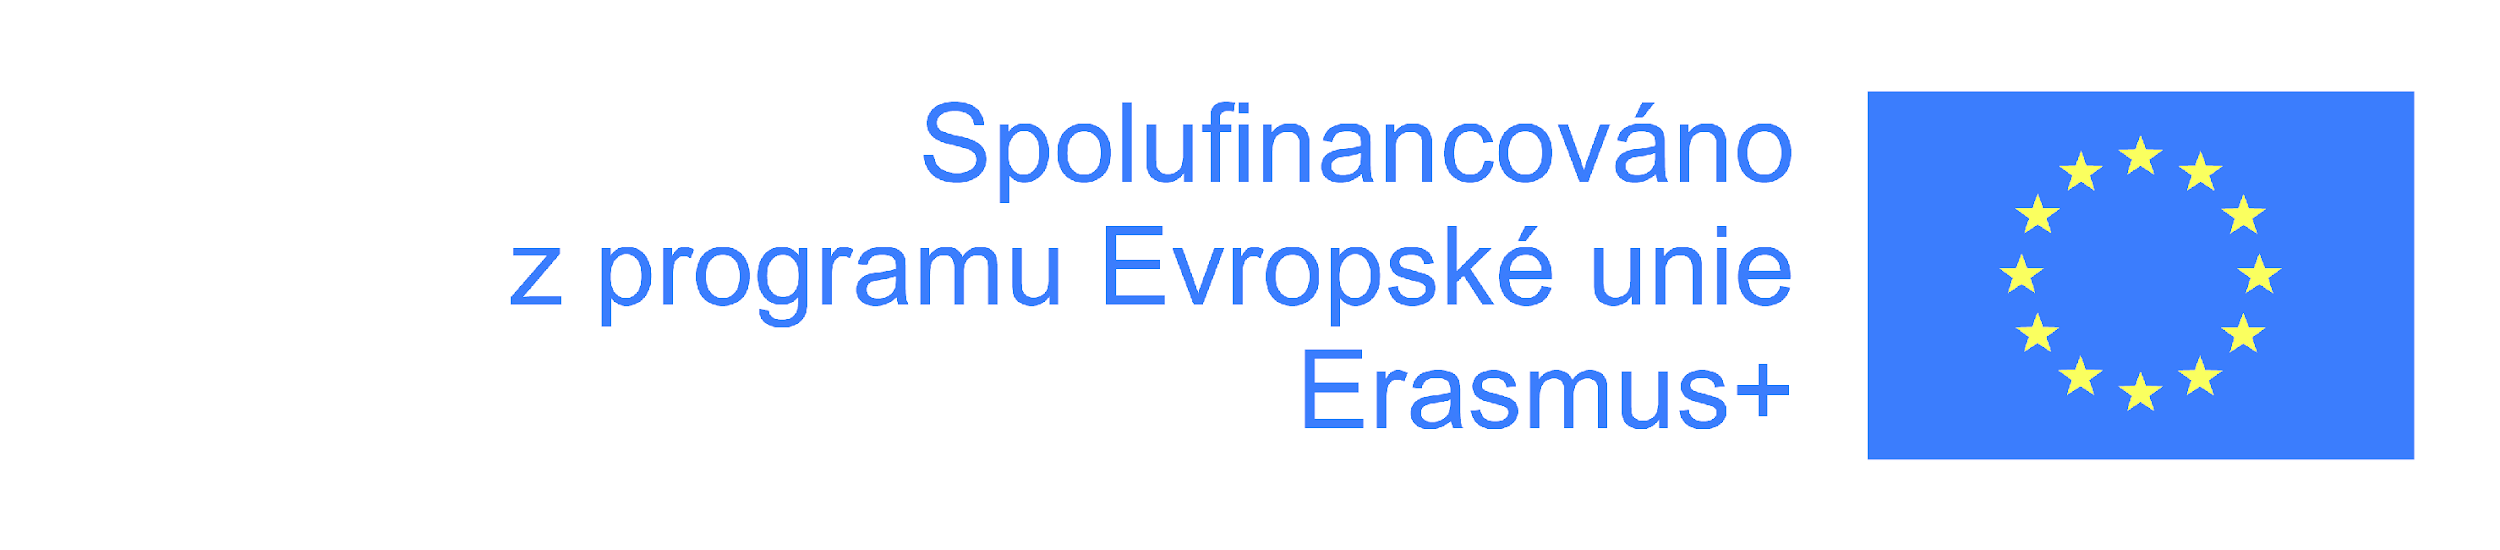 Spolufinancováno
z programu Evropské unie
Erasmus+